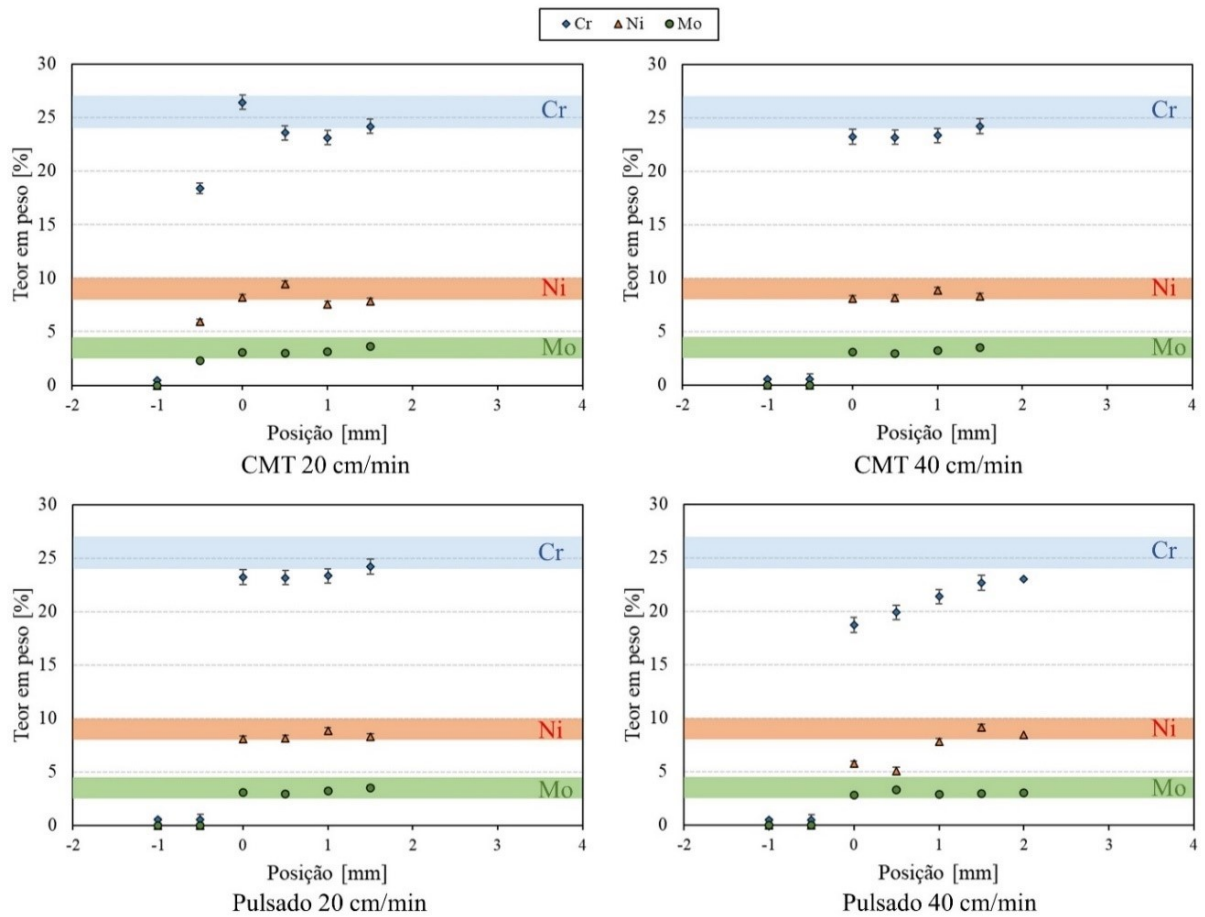 Cr Ni Mo
30
25
20
15
10
5
0
Teor em peso [%]
Cr
Ni
Mo
-2 -1 0 1 2 3 4
Posição [mm]
CMT 20 cm/min
30
25
20
15
10
5
0
Teor em peso [%]
Cr
Ni
Mo
-2 -1 0 1 2 3 4
Posição [mm]
CMT 40 cm/min
30
25
20
15
10
5
0
Teor em peso [%]
Cr
Ni
Mo
-2 -1 0 1 2 3 4
Posição [mm]
Pulsado 20 cm/min
30
25
20
15
10
5
0
Teor em peso [%]
Cr
Ni
Mo
-2 -1 0 1 2 3 4
Posição [mm]
Pulsado 40 cm/min